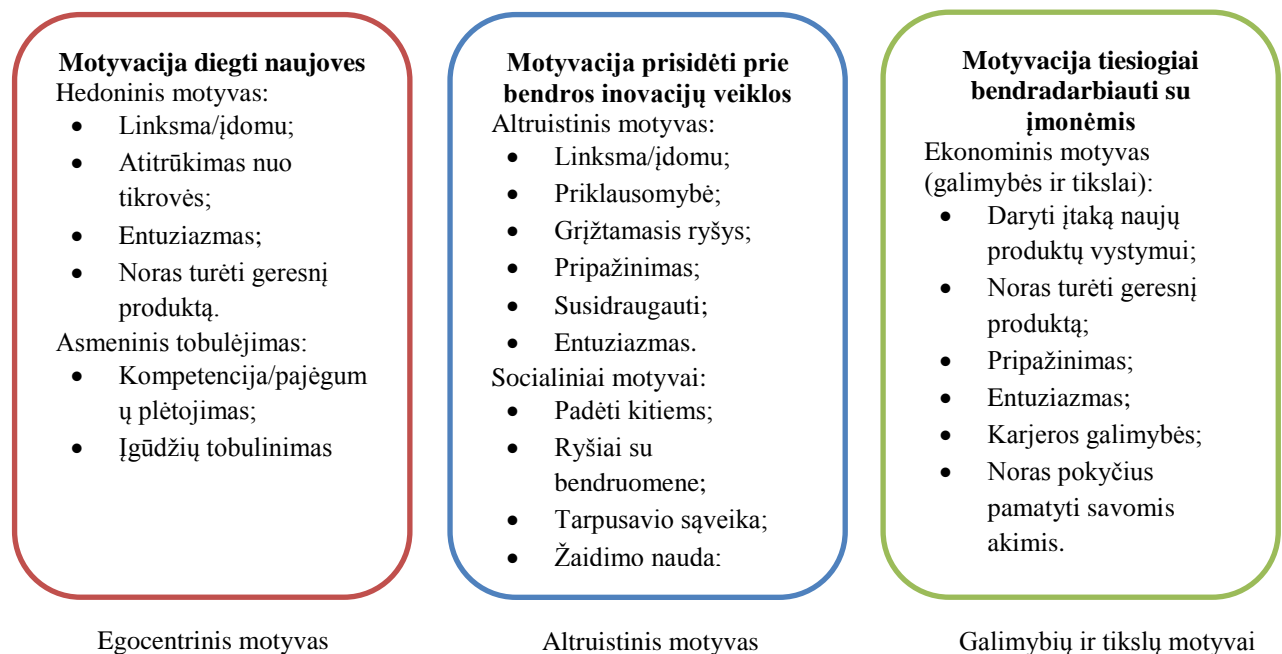 Motyvacija diegti naujoves
Hedoninis motyvas:
• Linksma/įdomu;
• Atitrūkimas nuo
tikrovės;
• Entuziazmas;
• Noras turėti geresnį
produktą.
Asmeninis tobulėjimas:
• Kompetencija/pajėgum
ų plėtojimas;
• Įgūdžių tobulinimas
Egocentrinis motyvas
Motyvacija prisidėti prie
bendros inovacijų veiklos
Altruistinis motyvas:
• Linksma/įdomu;
• Priklausomybė;
• Grįžtamasis ryšys;
• Pripažinimas;
• Susidraugauti;
• Entuziazmas.
Socialiniai motyvai:
• Padėti kitiems;
• Ryšiai su
bendruomene;
• Tarpusavio sąveika;
• Žaidimo nauda:
Altruistinis motyvas
Motyvacija tiesiogiai
bendradarbiauti su
įmonėmis
Ekonominis motyvas
(galimybės ir tikslai):
• Daryti įtaką naujų
produktų vystymui;
• Noras turėti geresnį
produktą;
• Pripažinimas;
• Entuziazmas;
• Karjeros galimybės;
• Noras pokyčius
pamatyti savomis
akimis.
Galimybių ir tikslų motyvai